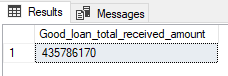 Results Messages
Good_loan_total_received_amount
1 435786170